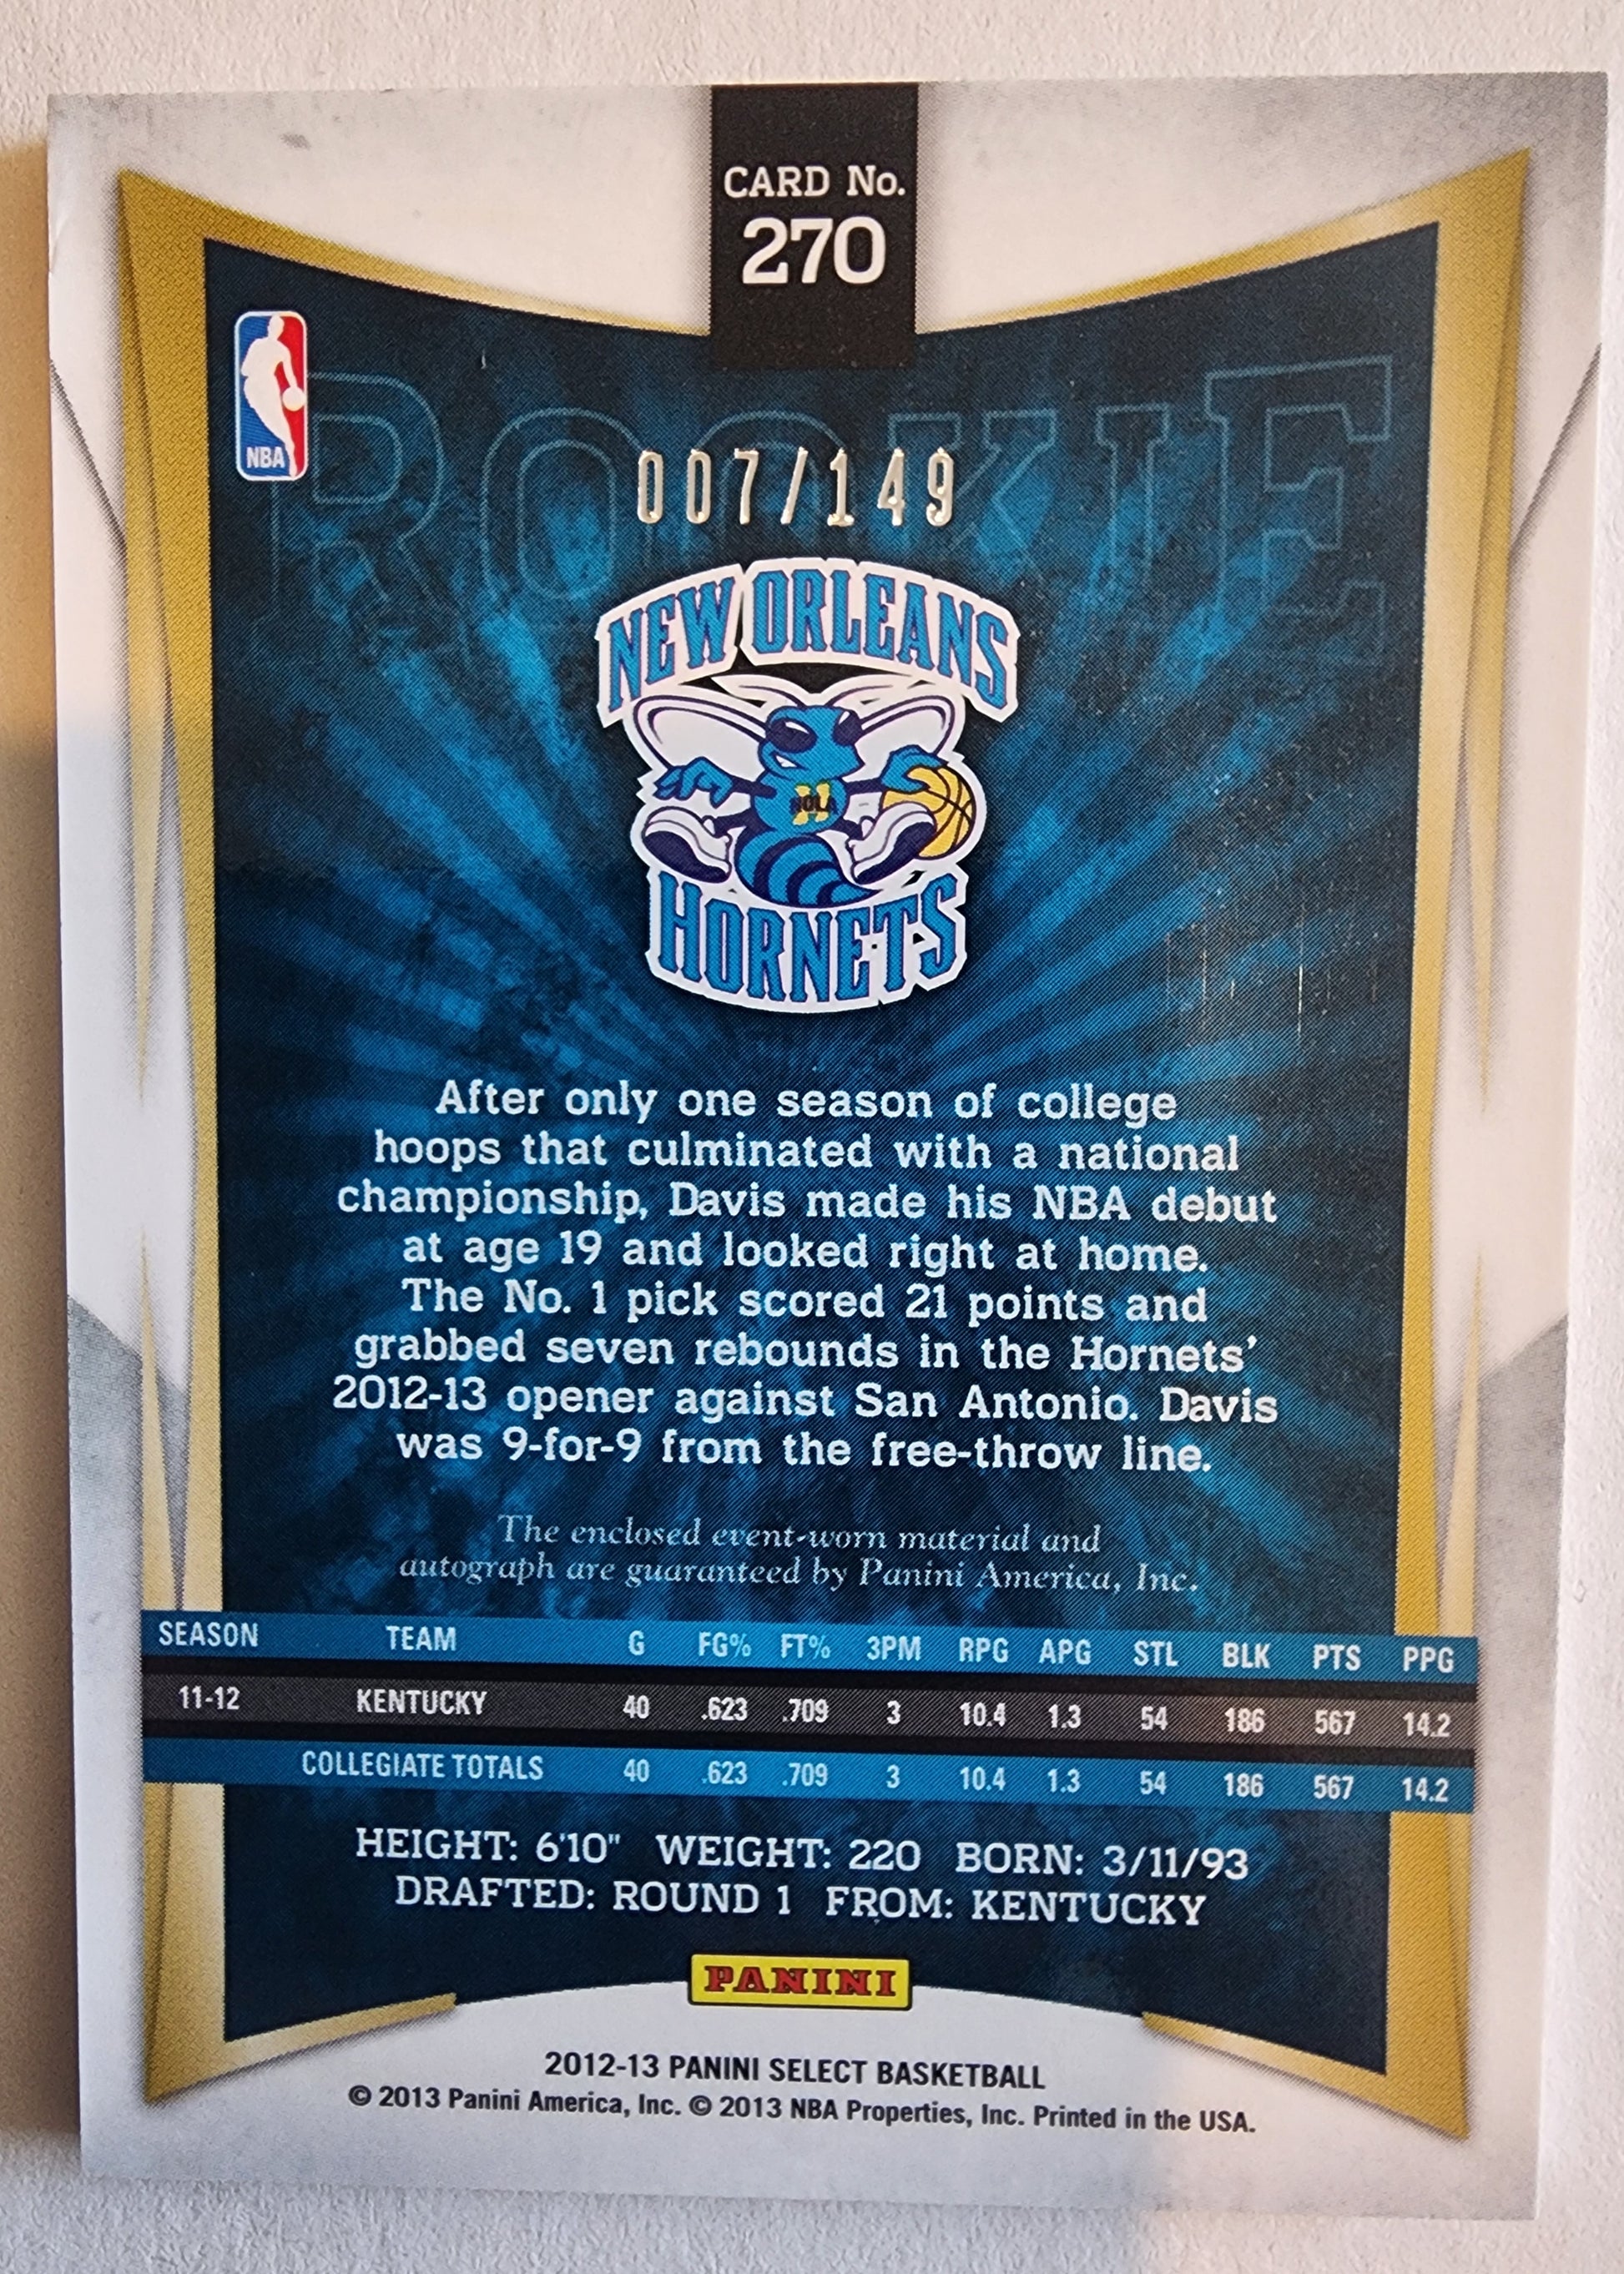 CARD No.
270
NBA
ROOKIE
007/149
NEW ORLEANS
NOLA
HORNETS
After only one season of college
hoops that culminated with a national
championship, Davis made his NBA debut
at age 19 and looked right at home.
The No. 1 pick scored 21 points and
grabbed seven rebounds in the Hornets'
2012-13 opener against San Antonio. Davis
was 9-for-9 from the free-throw line.
The enclosed event-worn material and
autograph are guaranteed by Panini America, Inc.
SEASON TEAM G FG% FT% 3PM RPG APG STL BLK PTS PPG
11-12 KENTUCKY 40 .623 .709 3 10.4 1.3 54 186 567 14.2
COLLEGIATE TOTALS 40 .623 .709 3 10.4 1.3 54 186 567 14.2
HEIGHT: 6'10" WEIGHT: 220 BORN: 3/11/93
DRAFTED: ROUND 1 FROM: KENTUCKY
PANINI
2012-13 PANINI SELECT BASKETBALL
© 2013 Panini America, Inc. © 2013 NBA Properties, Inc. Printed in the USA.